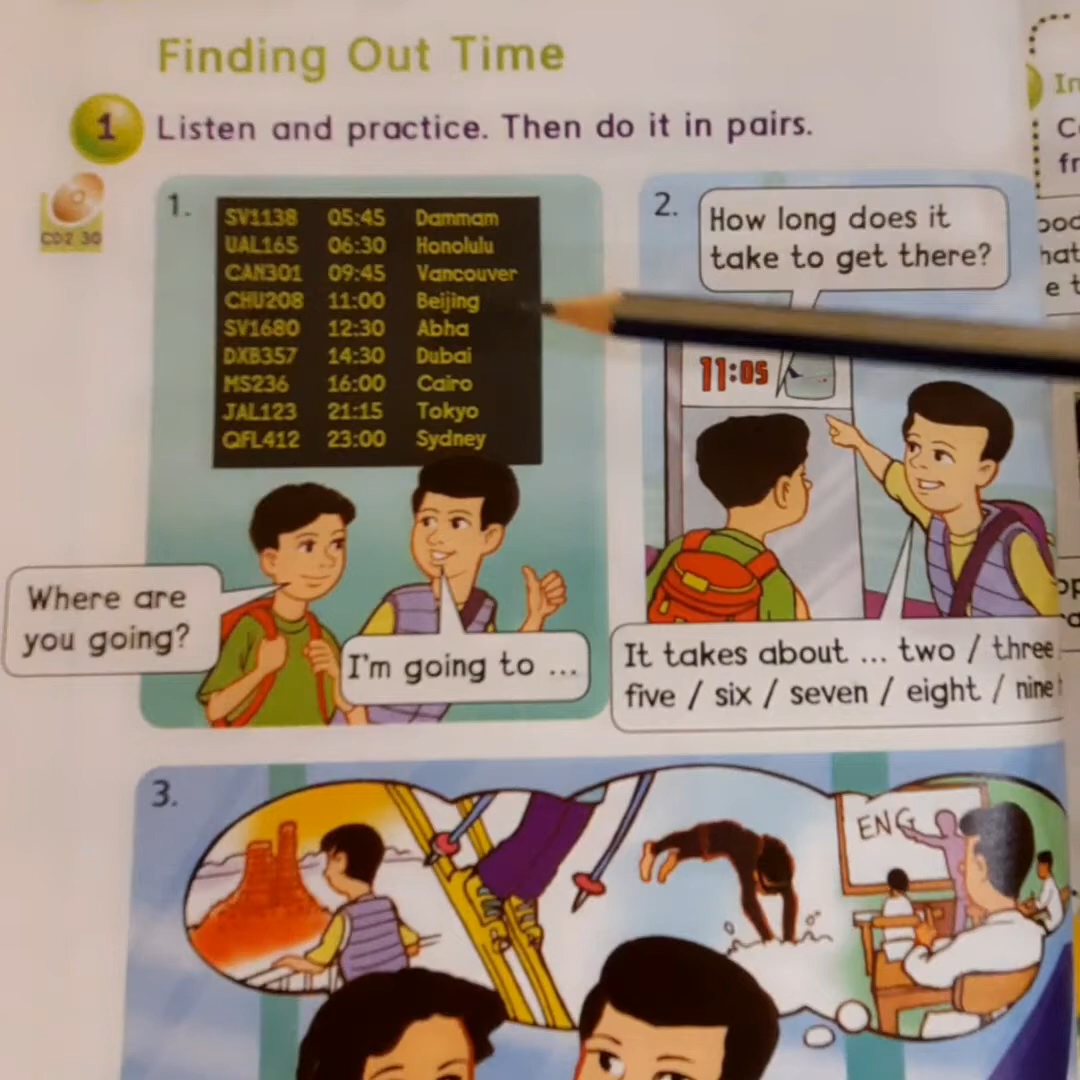 Finding Out Time
1 Listen and practice. Then do it in pairs.
CD2 30
1.
SV1138 05:45 Dammam
UAL165 06:30 Honolulu
CAN301 09:45 Vancouver
CHU208 11:00 Beijing
SV1680 12:30 Abha
DXB357 14:30 Dubai
MS236 16:00 Cairo
JAL123 21:15 Tokyo
QFL412 23:00 Sydney
Where are
you going?
I'm going to ...
2.
How long does it
take to get there?
11:05
It takes about ... two / three
five / six / seven / eight / nine
3.
ENG